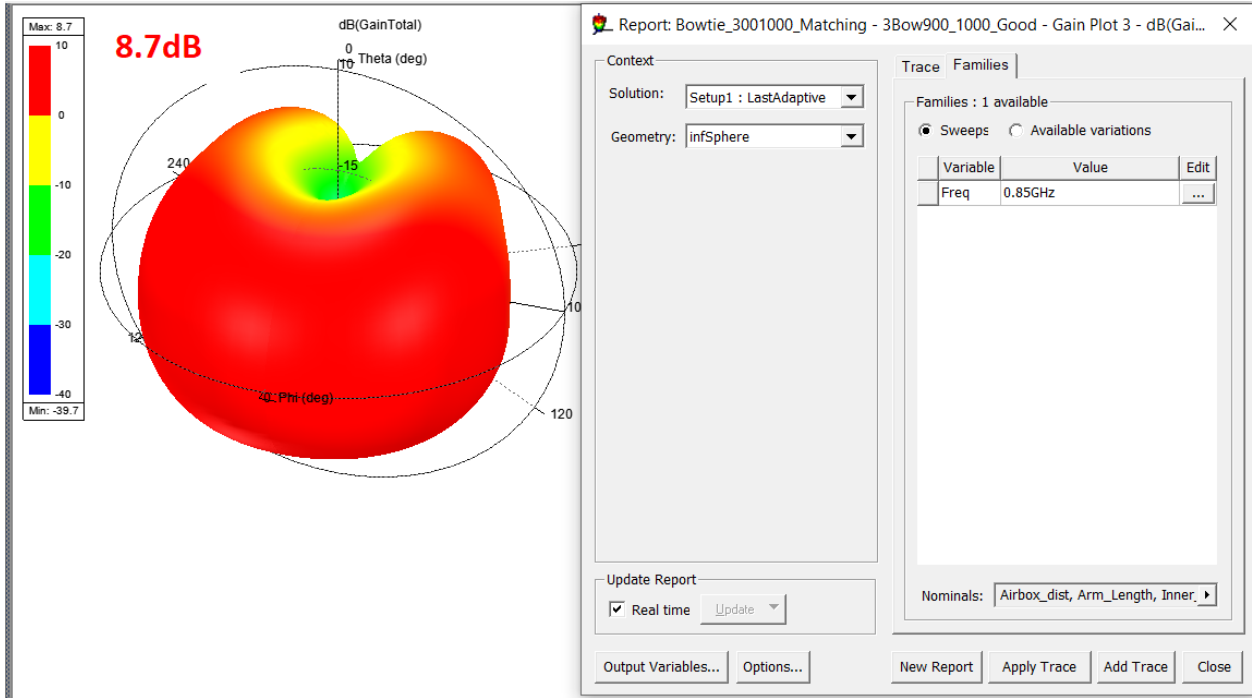 Max: 8.7
10
0
-10
-20
-30
-40
Min: -39.7
8.7dB
dB(GainTotal)
0
10
Theta (deg)
-15
240
10
12
0. Phi (deg)
120
Report: Bowtie_3001000_Matching - 3Bow900_1000_Good - Gain Plot 3 - dB(Gai...
Context
Solution:
Setup1 : LastAdaptive
Geometry:
infSphere
Update Report
Real time
Update
Output Variables...
Options...
Trace
Families
Families : 1 available
Sweeps
Available variations
Variable
Value
Edit
Freq
0.85GHz
...
Nominals:
Airbox_dist, Arm_Length, Inner_
New Report
Apply Trace
Add Trace
Close